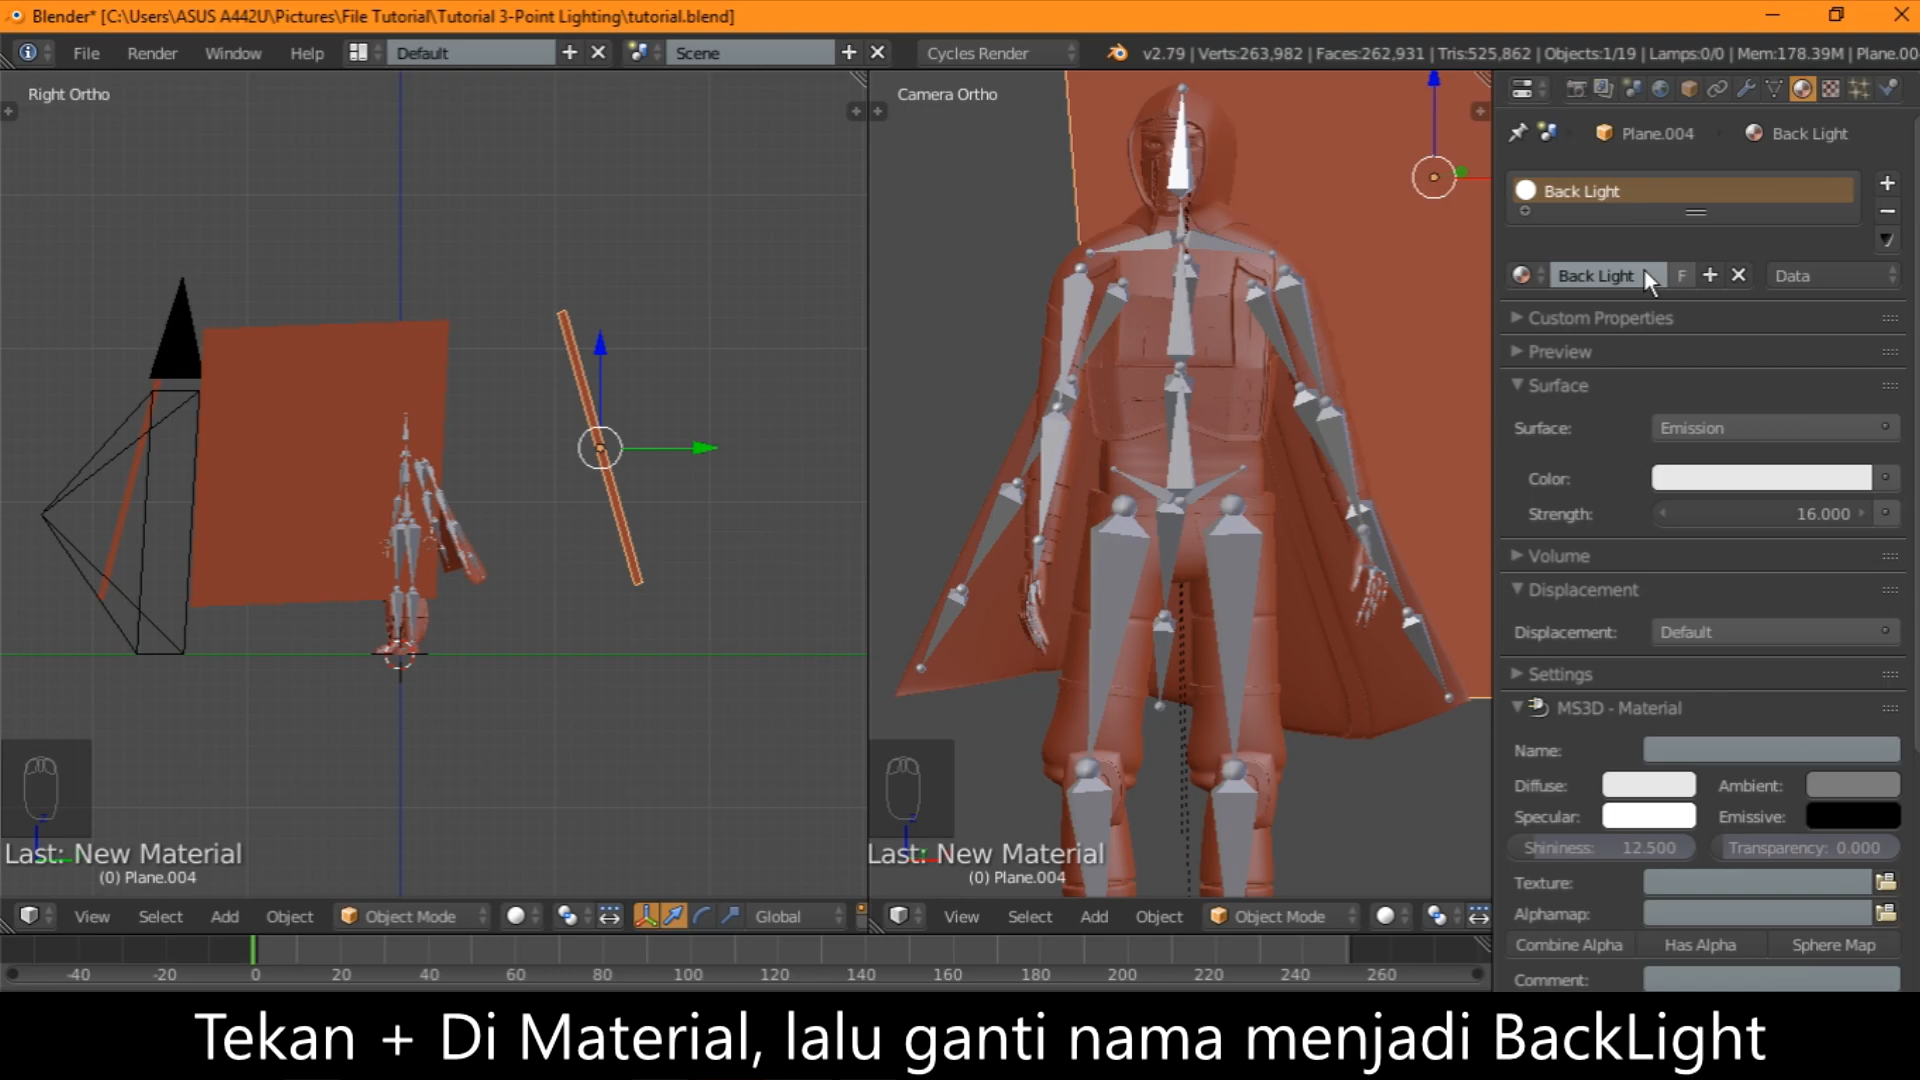 Blender* [C:\Users\ASUS A442U\Pictures\File Tutorial\Tutorial 3-Point Lighting\tutorial.blend]
File Render Window Help Default Scene Cycles Render v2.79 | Verts:263,982 | Faces:262,931 | Tris:525,862 | Objects:1/19 | Lamps:0/0 | Mem:178.39M | Plane.00
Right Ortho
Camera Ortho
Plane.004 Back Light
Back Light
Back Light F Data
Custom Properties
Preview
Surface
Surface: Emission
Color:
Strength: 16.000
Volume
Displacement
Displacement: Default
Settings
MS3D - Material
Name:
Diffuse: Ambient:
Specular: Emissive:
Shininess: 12.500 Transparency: 0.000
Texture:
Alphamap:
Combine Alpha Has Alpha Sphere Map
Comment:
Last: New Material
(0) Plane.004
Last: New Material
(0) Plane.004
View Select Add Object Object Mode Global
View Select Add Object Object Mode
-40 -20 0 20 40 60 80 100 120 140 160 180 200 220 240 260
Tekan + Di Material, lalu ganti nama menjadi BackLight